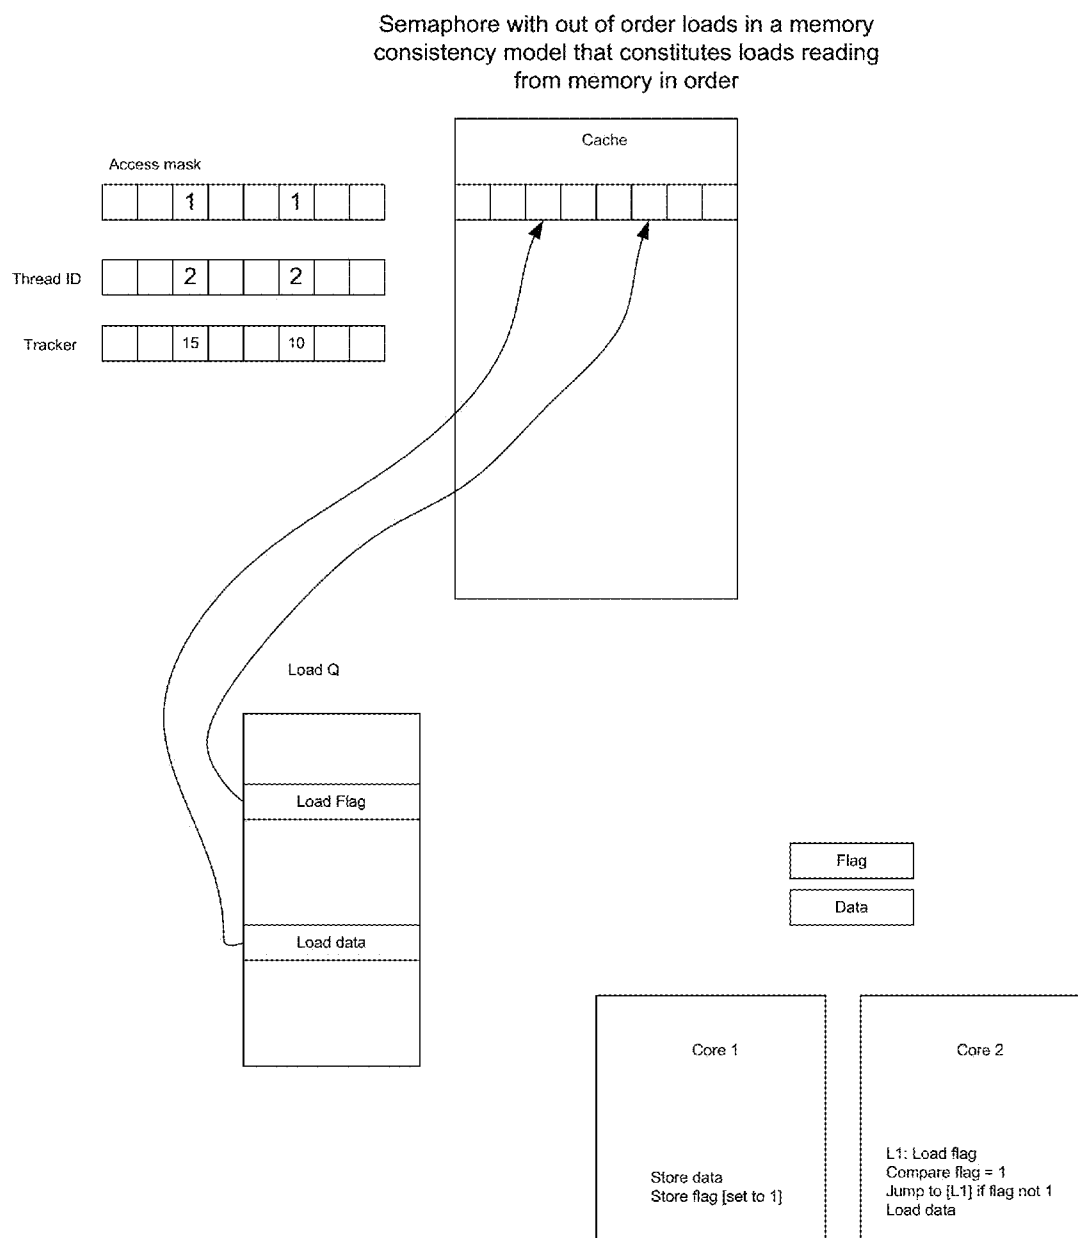 Semaphore with out of order loads in a memory
consistency model that constitutes loads reading
from memory in order
Cache
Access mask
1 1
Thread ID
2 2
Tracker
15 10
Load Q
Load Flag
Load data
Flag
Data
Core 1
Core 2
Store data
Store flag [set to 1]
L1: Load flag
Compare flag = 1
Jump to [L1] if flag not 1
Load data